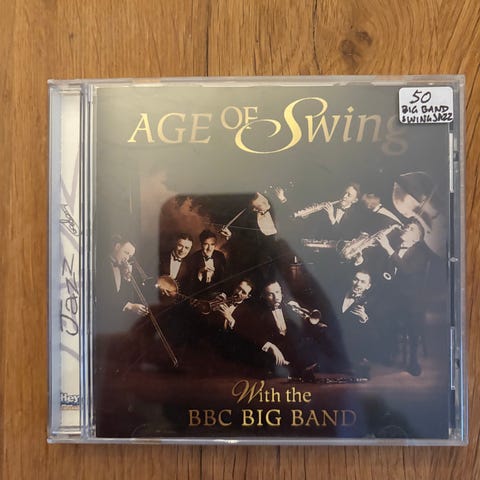 AGE OF Swing
50
BIG BAND
& SWING JAZZ
Jazz
With the
BBC BIG BAND